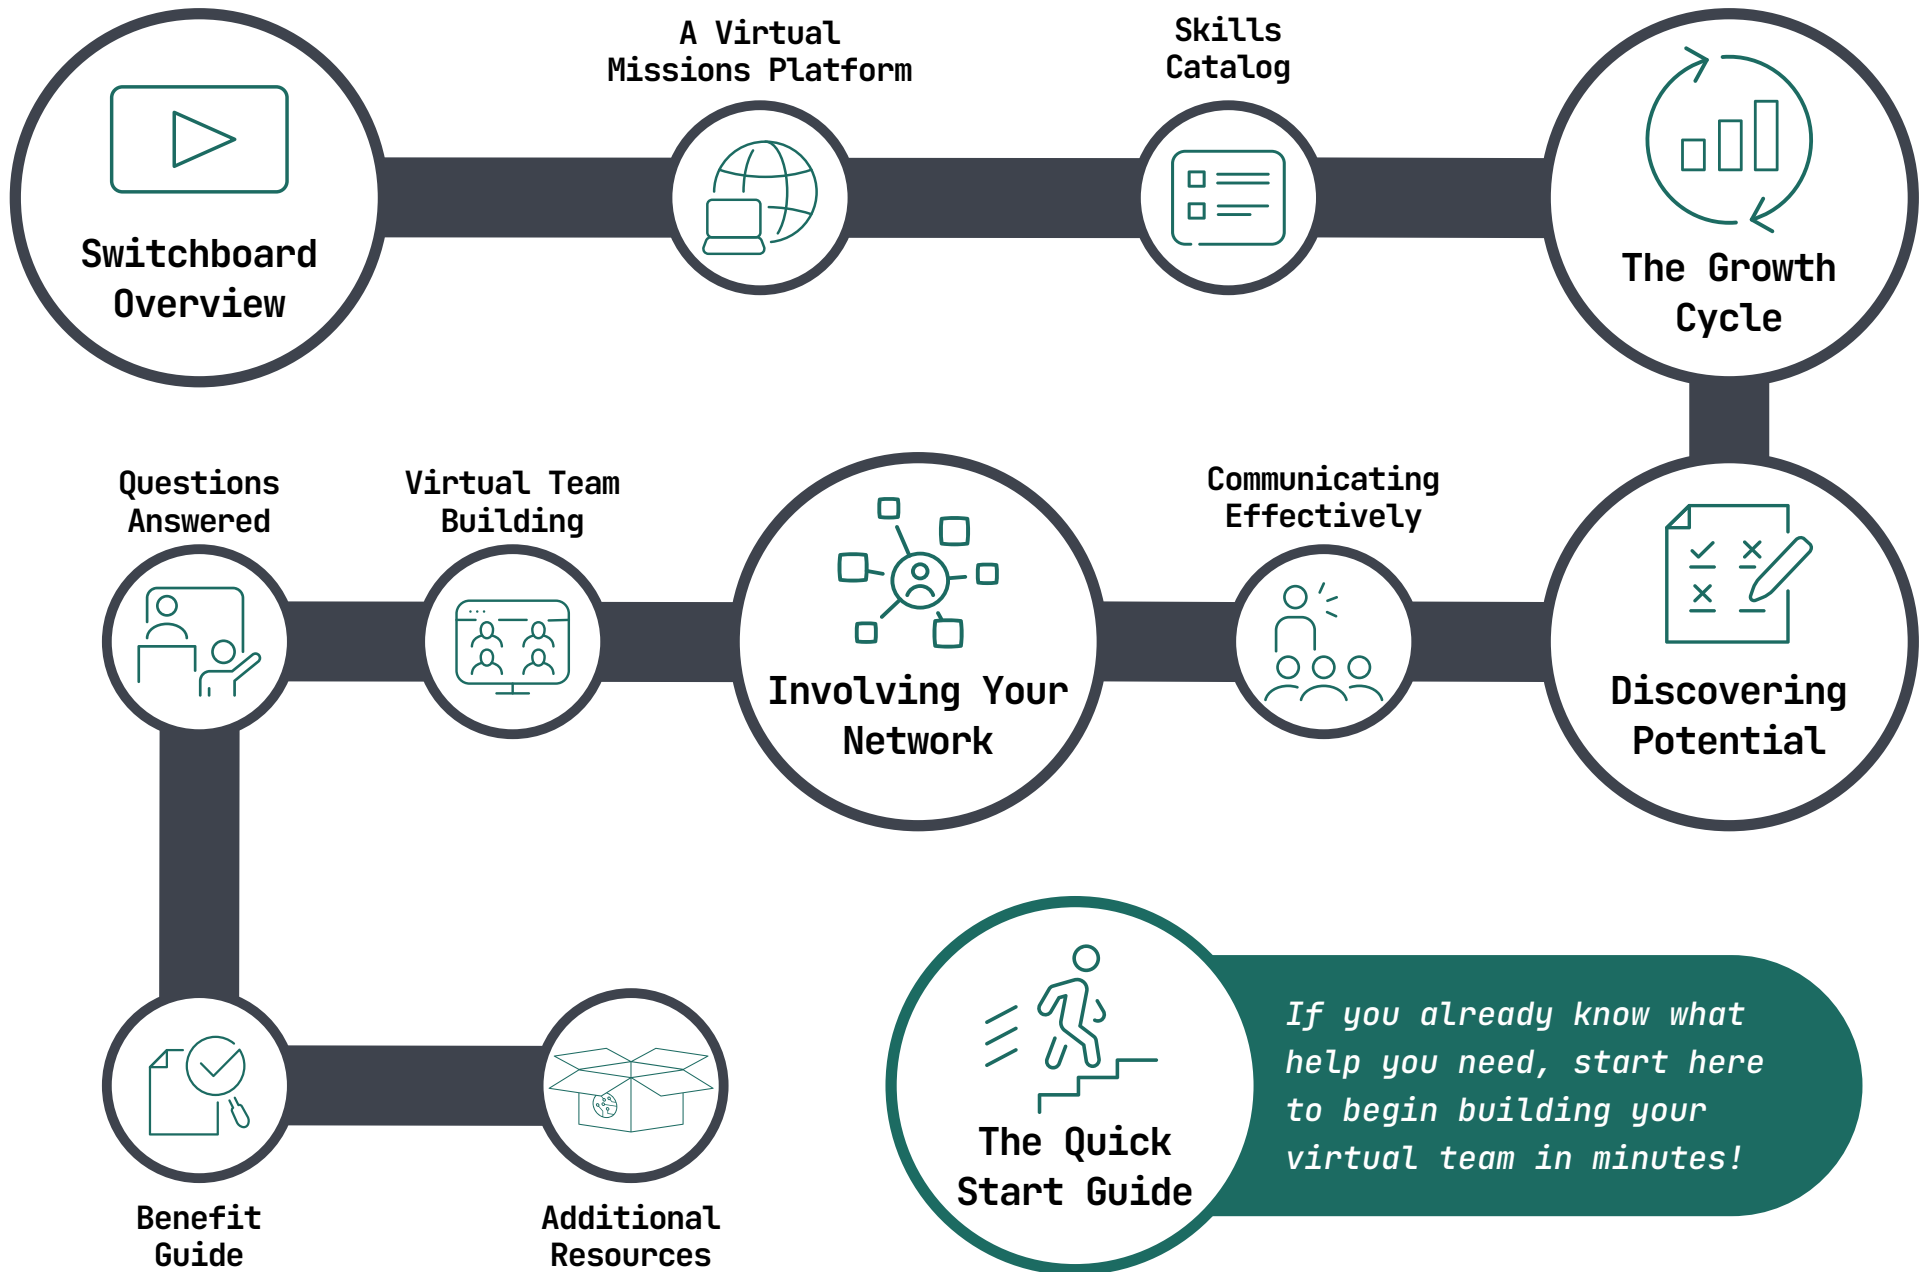 A Virtual
Missions Platform
Skills
Catalog
Switchboard
Overview
The Growth
Cycle
Questions
Answered
Virtual Team
Building
Communicating
Effectively
Involving Your
Network
Discovering
Potential
If you already know what
help you need, start here
to begin building your
virtual team in minutes!
The Quick
Start Guide
Benefit
Guide
Additional
Resources